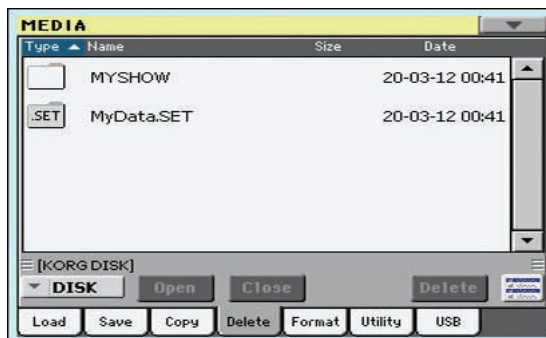 MEDIA
Type Name Size Date
MYSHOW 20-03-12 00:41
.SET MyData.SET 20-03-12 00:41
[KORG DISK]
DISK Open Close Delete
Load Save Copy Delete Format Utility USB